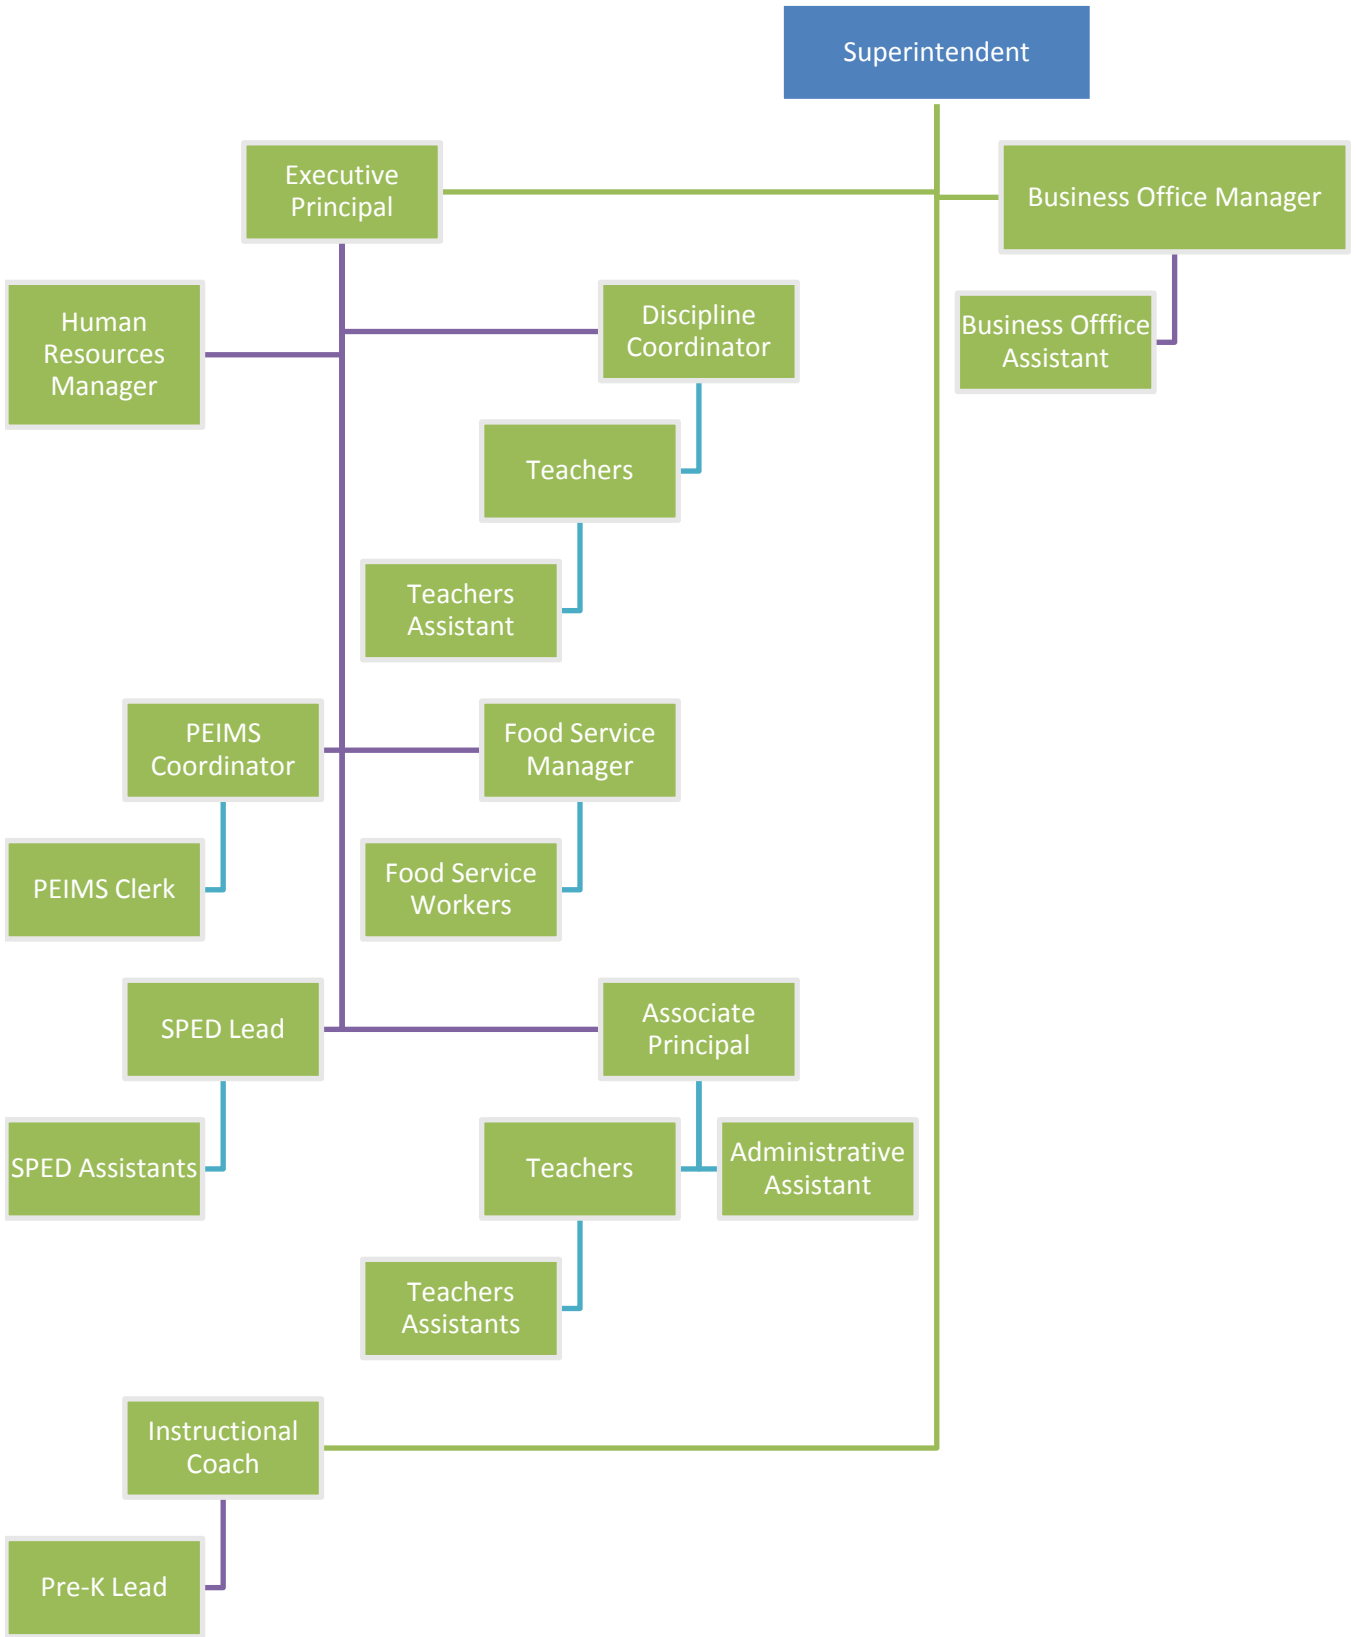 Superintendent
Executive
Principal
Business Office Manager
Human
Resources
Manager
Discipline
Coordinator
Business Offfice
Assistant
Teachers
Teachers
Assistant
PEIMS
Coordinator
Food Service
Manager
PEIMS Clerk
Food Service
Workers
SPED Lead
Associate
Principal
SPED Assistants
Teachers
Administrative
Assistant
Teachers
Assistants
Instructional
Coach
Pre-K Lead